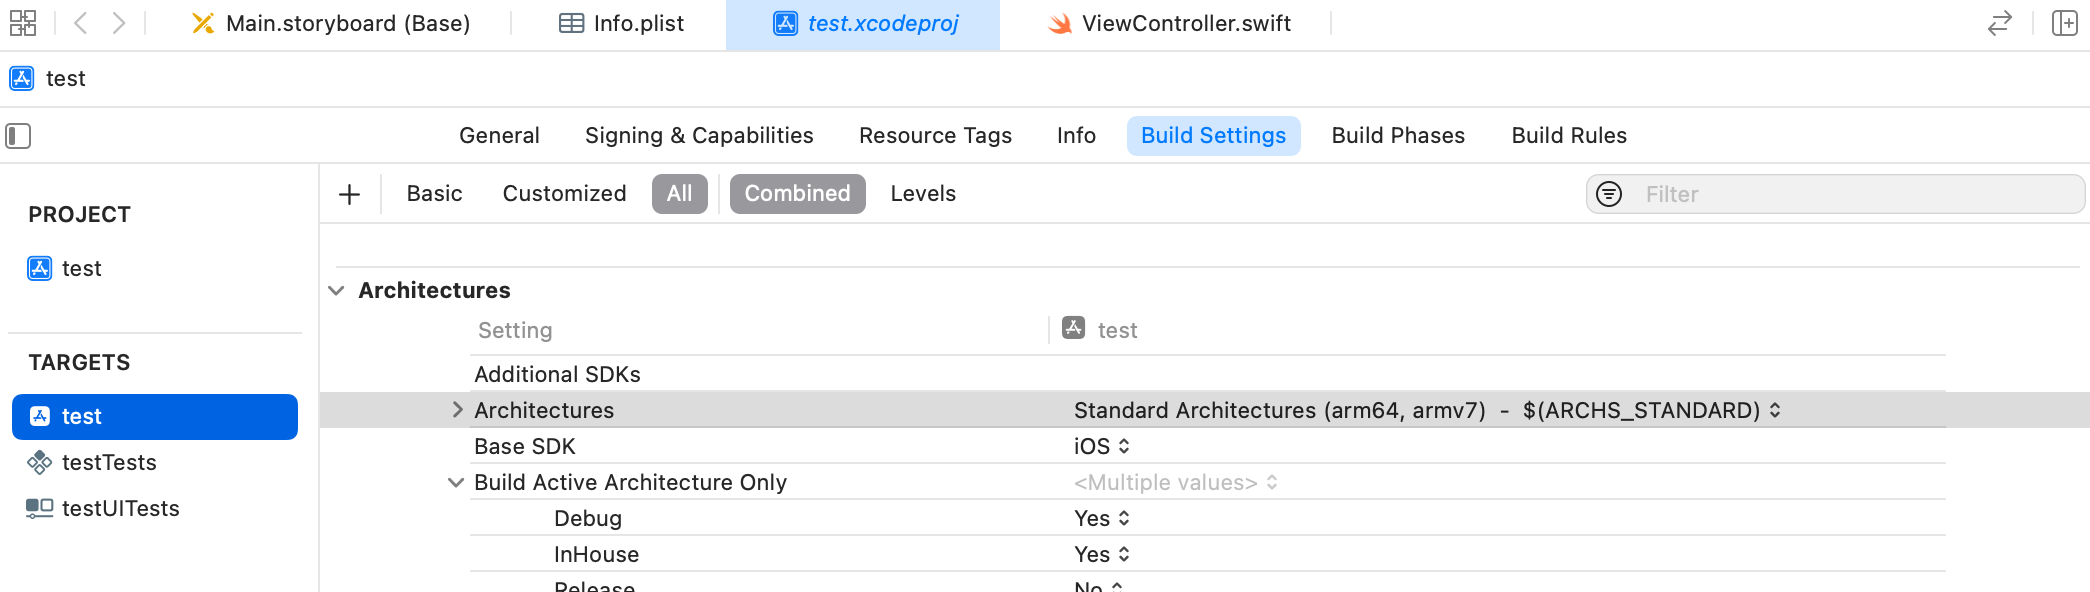 Main.storyboard (Base) Info.plist test.xcodeproj ViewController.swift
test
General Signing & Capabilities Resource Tags Info Build Settings Build Phases Build Rules
Basic Customized All Combined Levels Filter
PROJECT
test
TARGETS
test
testTests
testUITests
Architectures
Setting test
Additional SDKs
Architectures Standard Architectures (arm64, armv7) - $(ARCHS_STANDARD)
Base SDK iOS
Build Active Architecture Only <Multiple values>
Debug Yes
InHouse Yes
Release No